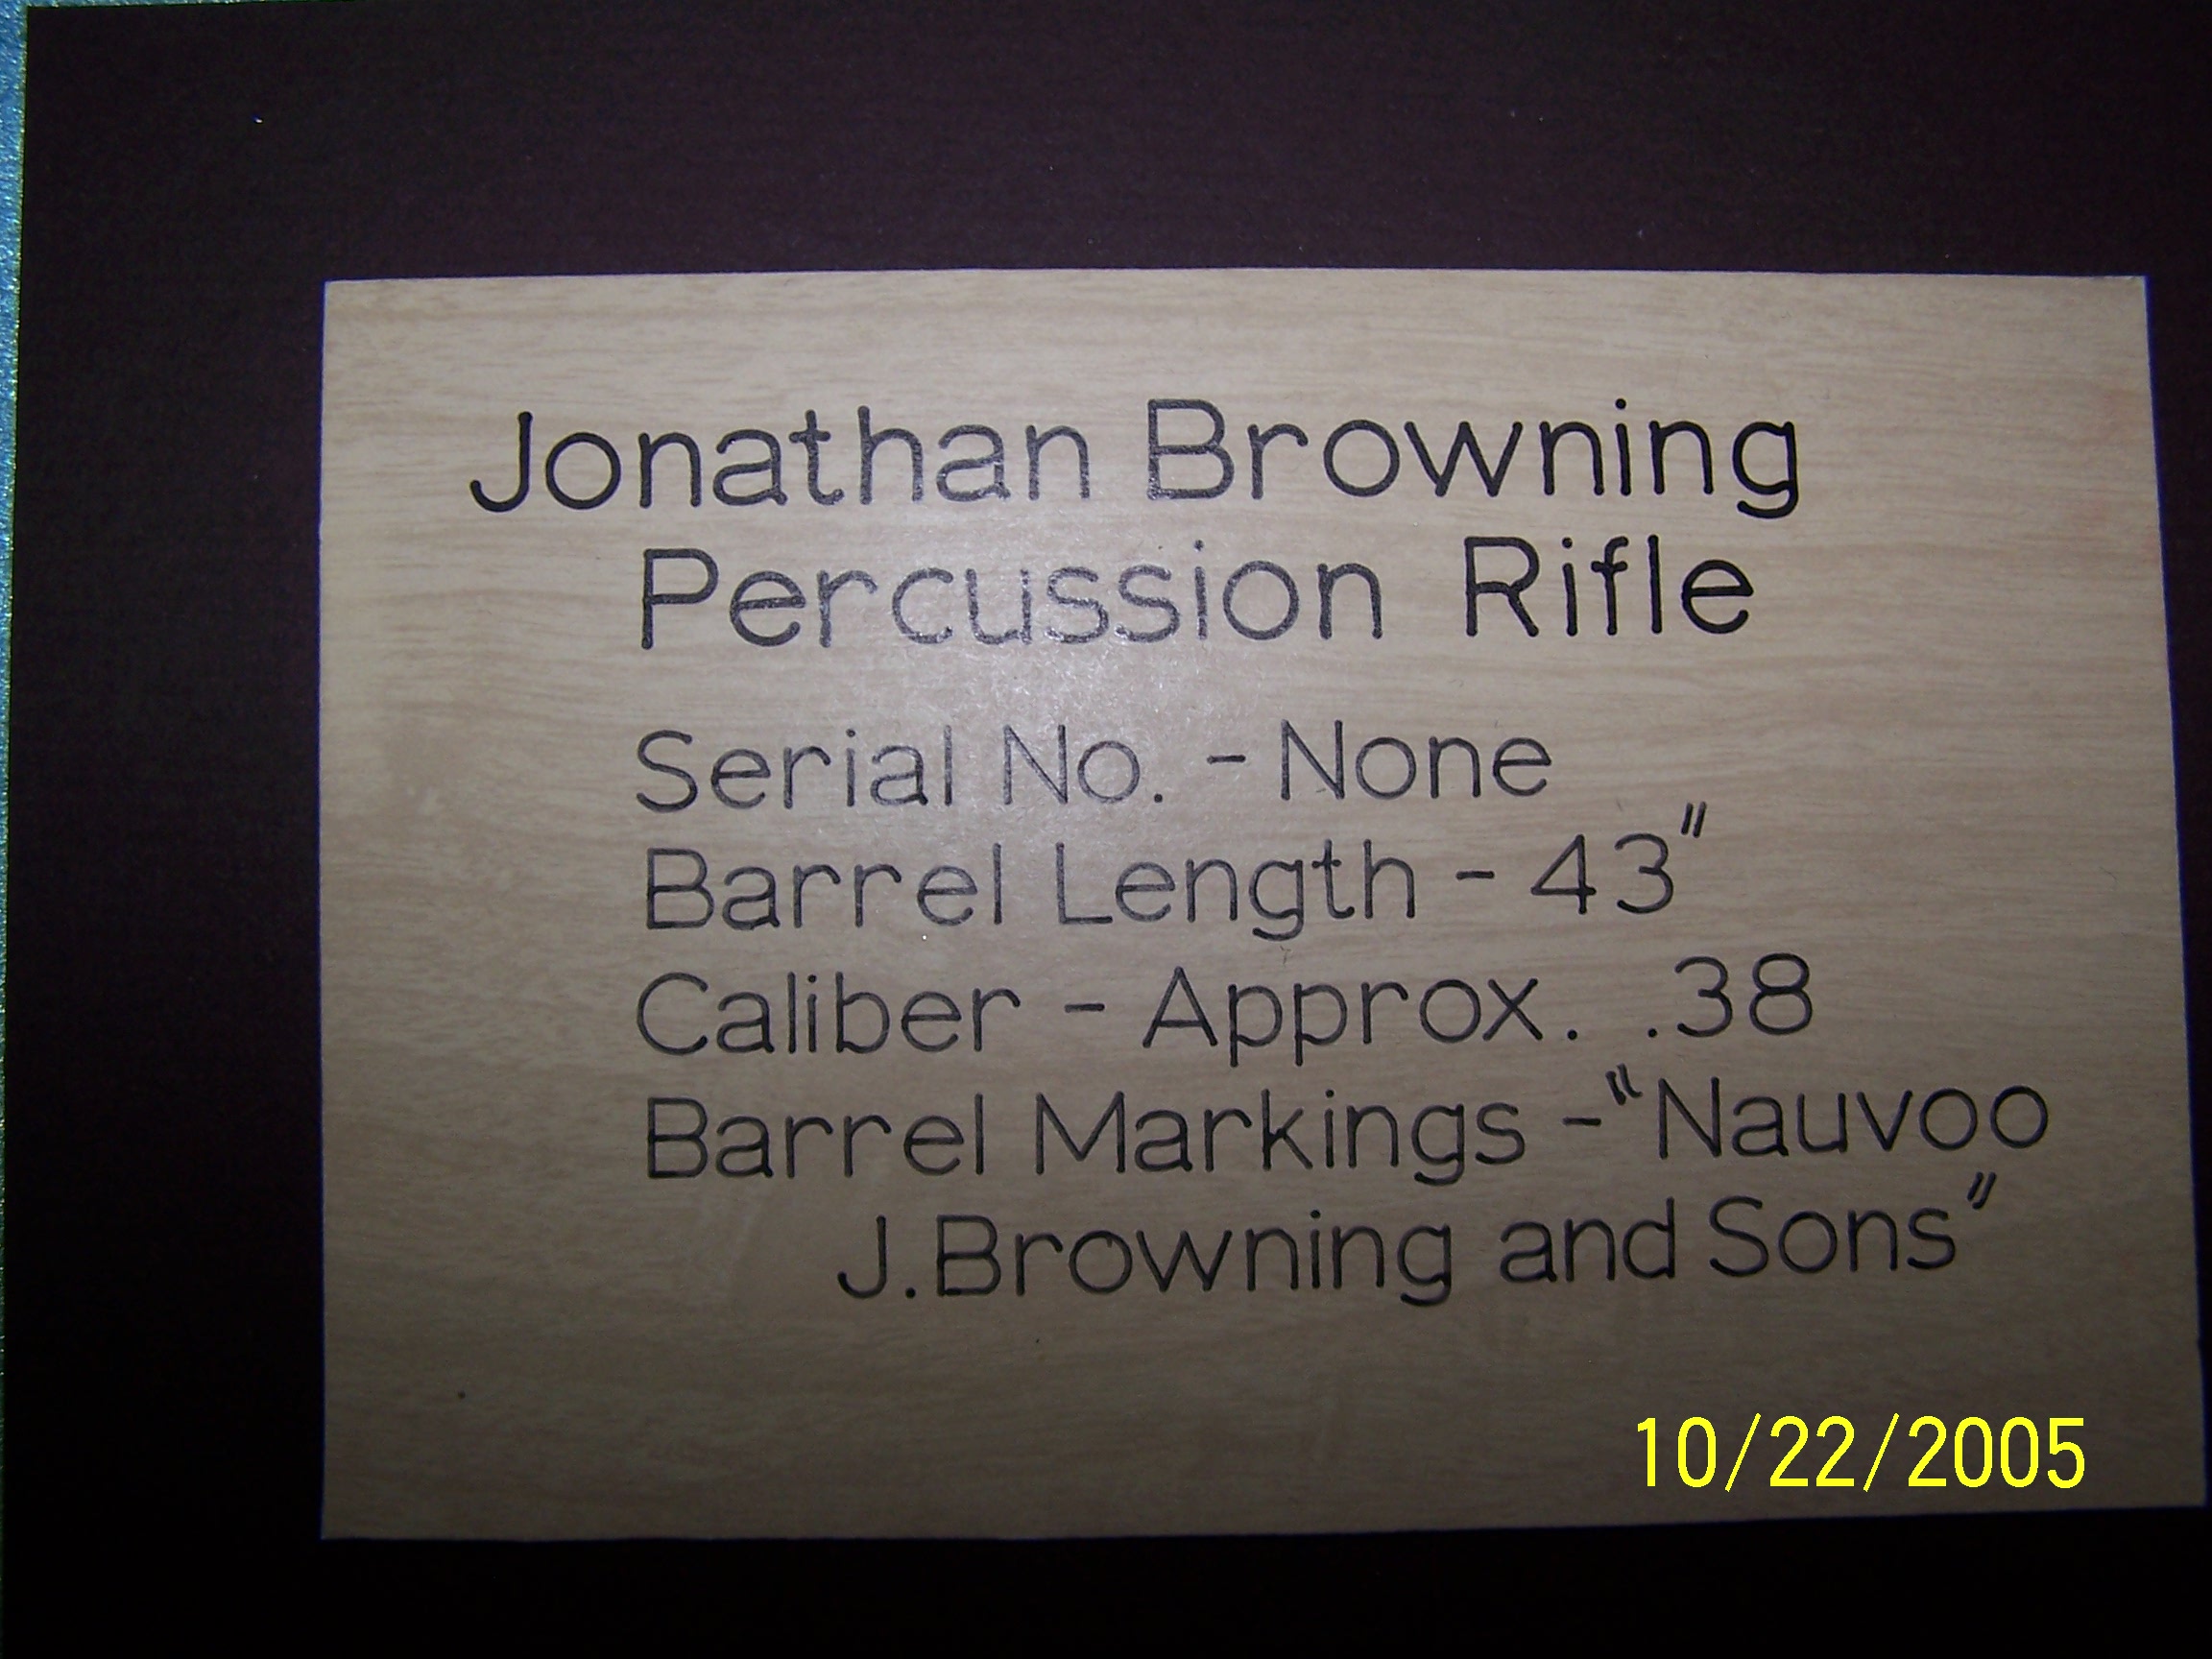 Jonathan Browning
Percussion Rifle
Serial No. - None
Barrel Length - 43"
Caliber - Approx. .38
Barrel Markings - "Nauvoo
J. Browning and Sons"
10/22/2005